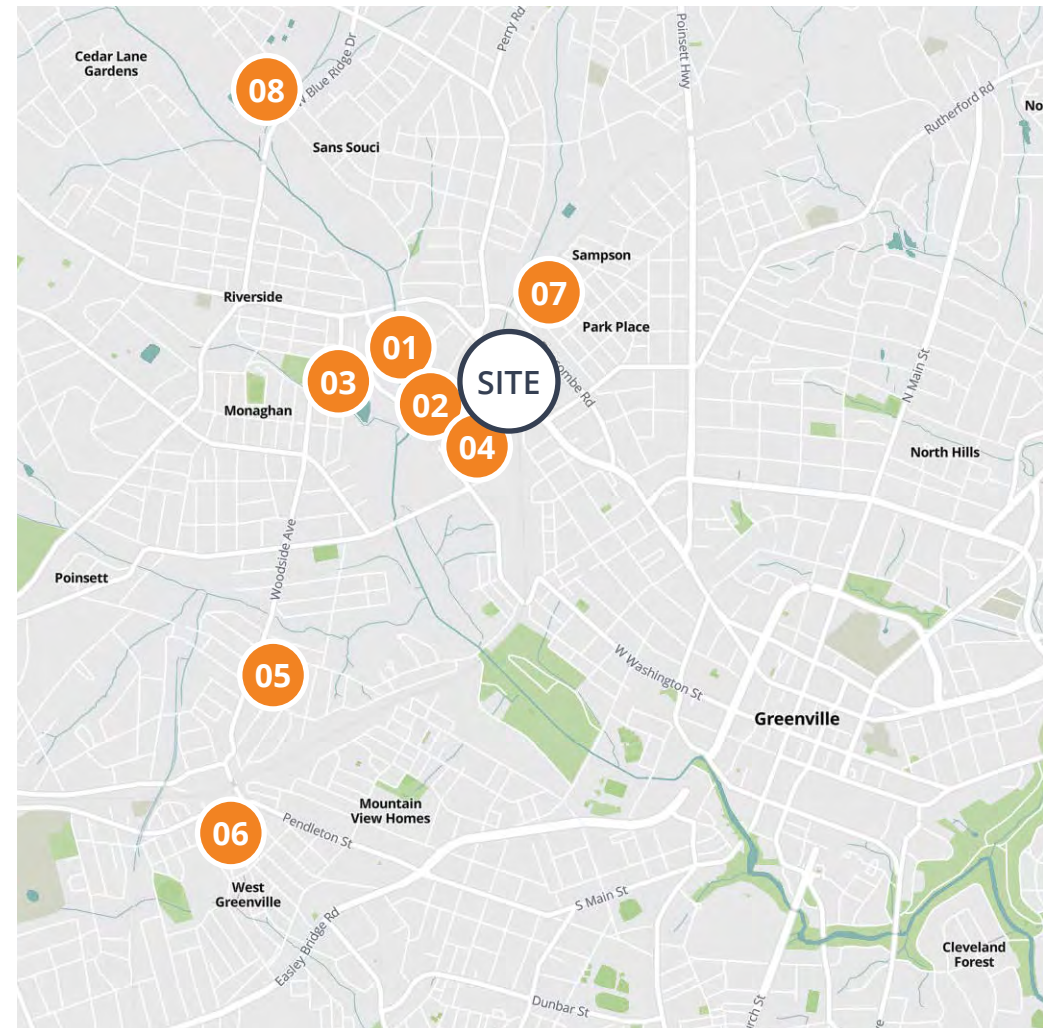 Cedar Lane
Gardens
08
W Blue Ridge Dr
Perry Rd
Poinsett Hwy
Rutherford Rd
No
Sans Souci
Sampson
07
Riverside
Park Place
01
03
02
SITE
04
Monaghan
N Main St
North Hills
Woodside Ave
Poinsett
05
W Washington St
Greenville
Mountain
View Homes
06
Pendleton St
West
Greenville
S Main St
Easley Bridge Rd
Cleveland
Forest
Dunbar St